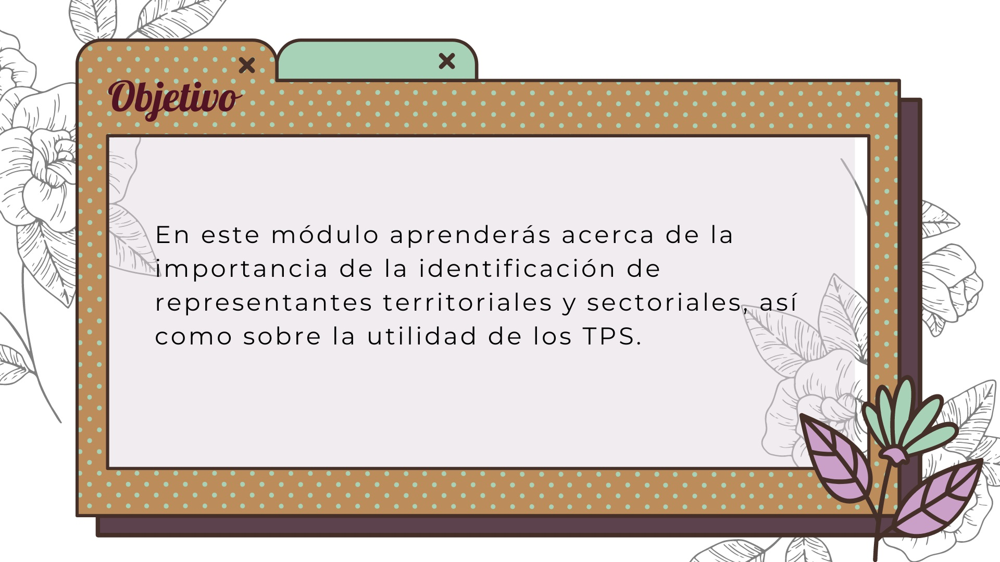 Objetivo
En este módulo aprenderás acerca de la
importancia de la identificación de
representantes territoriales y sectoriales, así
como sobre la utilidad de los TPS.